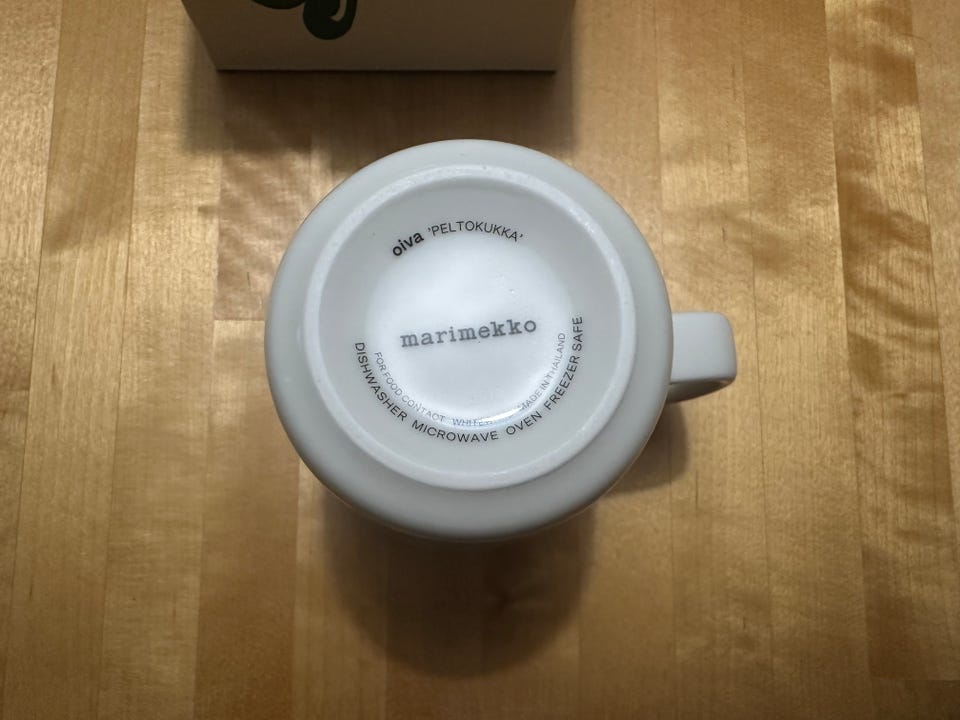 oiva 'PELTOKUKKA'
marimekko
FOR FOOD CONTACT MADE IN THAILAND
DISHWASHER MICROWAVE OVEN FREEZER SAFE